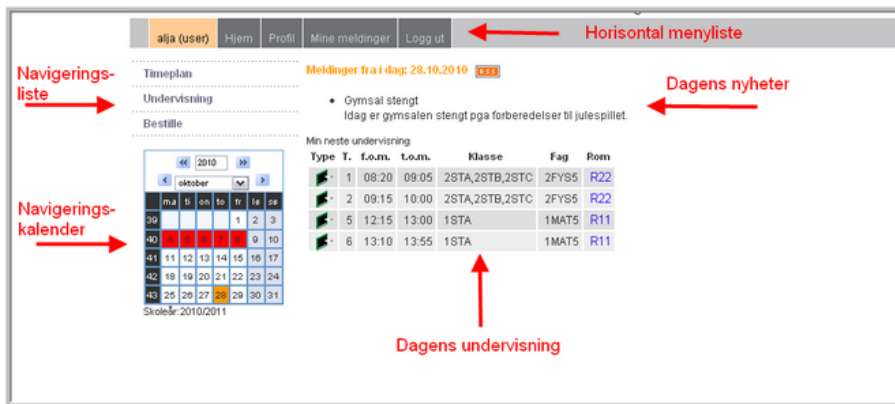 alja (user) Hjem Profil Mine meldinger Logg ut
Horisontal menyliste
Navigerings-
liste
Timeplan
Undervisning
Bestille
Meldinger fra i dag: 28.10.2010 RSS
Gymsal stengt
Idag er gymsalen stengt pga forberedelser til julespillet.
Dagens nyheter
Min neste undervisning
Type T. f.o.m. t.o.m. Klasse Fag Rom
1 08:20 09:05 2STA,2STB,2STC 2FYS5 R22
2 09:15 10:00 2STA,2STB,2STC 2FYS5 R22
5 12:15 13:00 1STA 1MAT5 R11
6 13:10 13:55 1STA 1MAT5 R11
Dagens undervisning
Navigerings-
kalender
2010
oktober
ma ti on to fr lø sø
39 1 2 3
40 4 5 6 7 8 9 10
41 11 12 13 14 15 16 17
42 18 19 20 21 22 23 24
43 25 26 27 28 29 30 31
Skoleår: 2010/2011